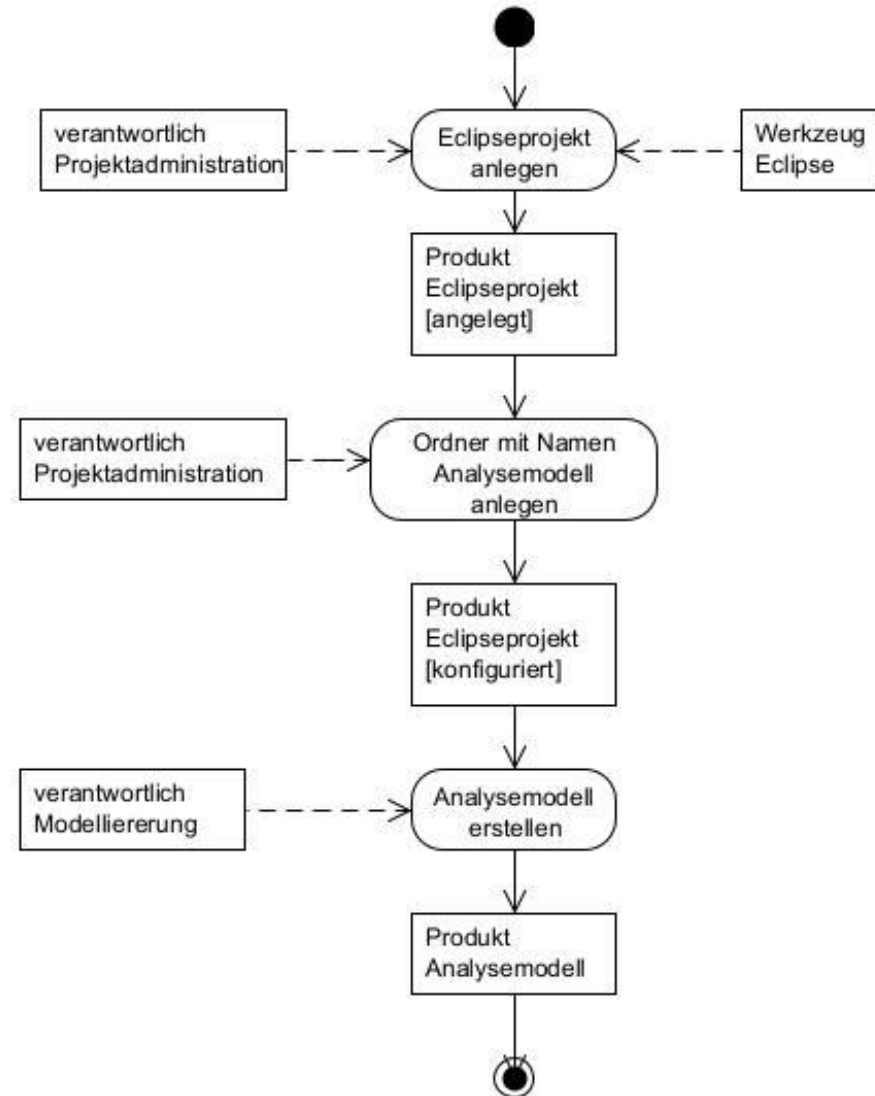 verantwortlich
Projektadministration
Eclipseprojekt
anlegen
Werkzeug
Eclipse
Produkt
Eclipseprojekt
[angelegt]
verantwortlich
Projektadministration
Ordner mit Namen
Analysemodell
anlegen
Produkt
Eclipseprojekt
[konfiguriert]
verantwortlich
Modelliererung
Analysemodell
erstellen
Produkt
Analysemodell